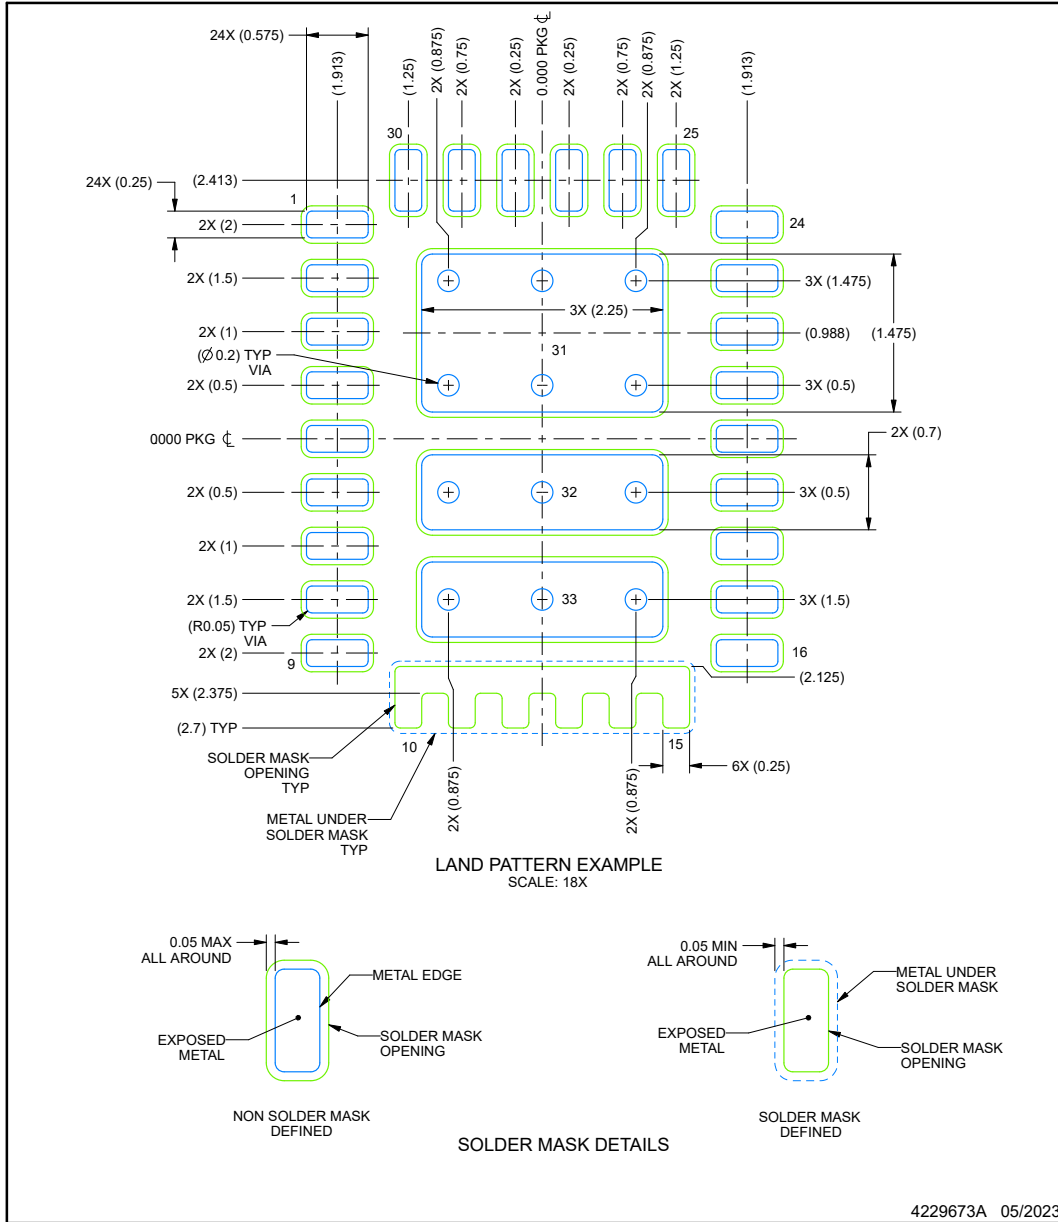 24X (0.575)
(1.913)
(1.25)
2X (0.875)
2X (0.75)
2X (0.25)
0.000 PKG ℄
2X (0.25)
2X (0.75)
2X (0.875)
2X (1.25)
(1.913)
30
25
(2.413)
24X (0.25)
1
2X (2)
24
2X (1.5)
3X (1.475)
3X (2.25)
2X (1)
(0.988)
(1.475)
31
(Ø 0.2) TYP
VIA
2X (0.5)
3X (0.5)
0000 PKG ℄
2X (0.7)
2X (0.5)
32
3X (0.5)
2X (1)
2X (1.5)
33
3X (1.5)
(R0.05) TYP
VIA
2X (2)
9
16
(2.125)
5X (2.375)
(2.7) TYP
10
15
SOLDER MASK
OPENING
TYP
6X (0.25)
2X (0.875)
2X (0.875)
METAL UNDER
SOLDER MASK
TYP
LAND PATTERN EXAMPLE
SCALE: 18X
0.05 MAX
ALL AROUND
METAL EDGE
EXPOSED
METAL
SOLDER MASK
OPENING
NON SOLDER MASK
DEFINED
0.05 MIN
ALL AROUND
METAL UNDER
SOLDER MASK
EXPOSED
METAL
SOLDER MASK
OPENING
SOLDER MASK
DEFINED
SOLDER MASK DETAILS
4229673A 05/2023